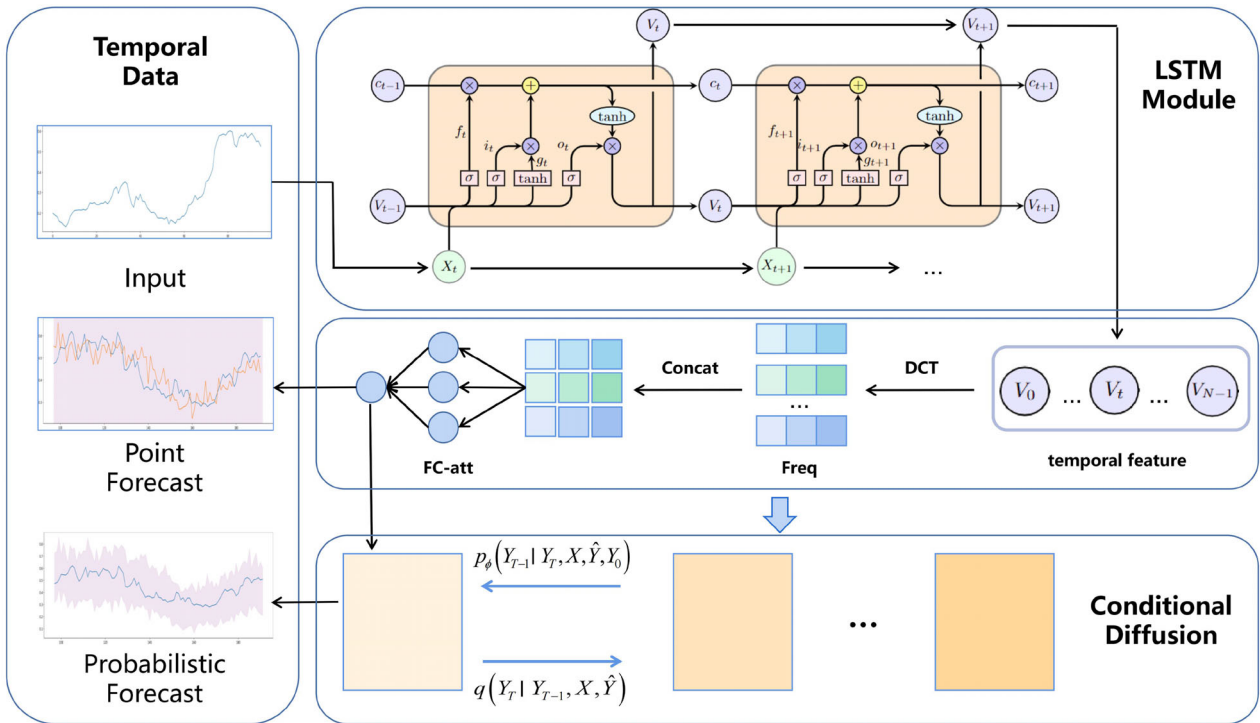 Temporal
Data
Input
Point
Forecast
Probabilistic
Forecast
LSTM
Module
V_t
V_{t+1}
c_{t-1}
×
+
c_t
×
+
c_{t+1}
tanh
tanh
f_t
i_t
×
o_t
×
f_{t+1}
i_{t+1}
×
o_{t+1}
×
g_t
g_{t+1}
σ
σ
tanh
σ
σ
σ
tanh
σ
V_{t-1}
V_t
V_{t+1}
X_t
X_{t+1}
...
FC-att
Concat
...
Freq
DCT
V_0 ... V_t ... V_{N-1}
temporal feature
p_ϕ(Y_{T-1} | Y_T, X, Ŷ, Y_0)
q(Y_T | Y_{T-1}, X, Ŷ)
...
Conditional
Diffusion